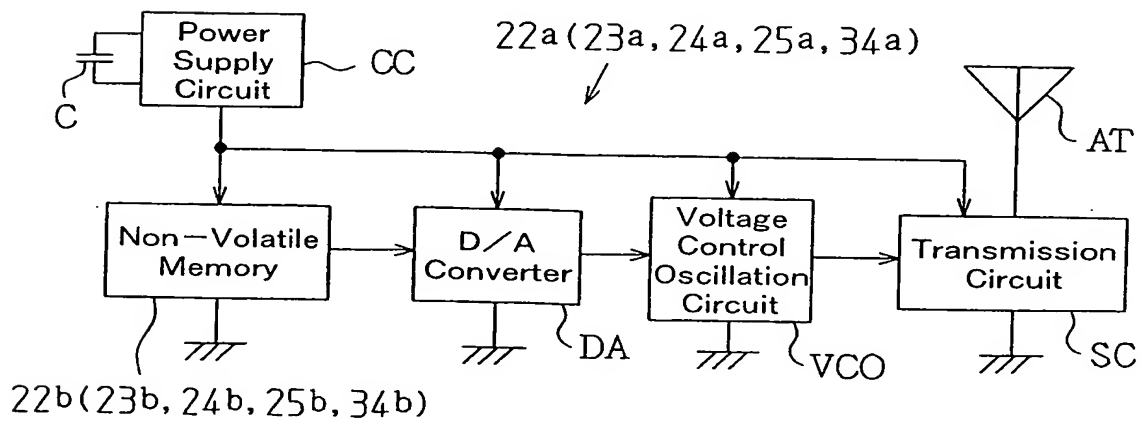 Power
Supply
Circuit
CC
C
22a(23a, 24a, 25a, 34a)
AT
Non-Volatile
Memory
D/A
Converter
Voltage
Control
Oscillation
Circuit
Transmission
Circuit
DA
VCO
SC
22b(23b, 24b, 25b, 34b)